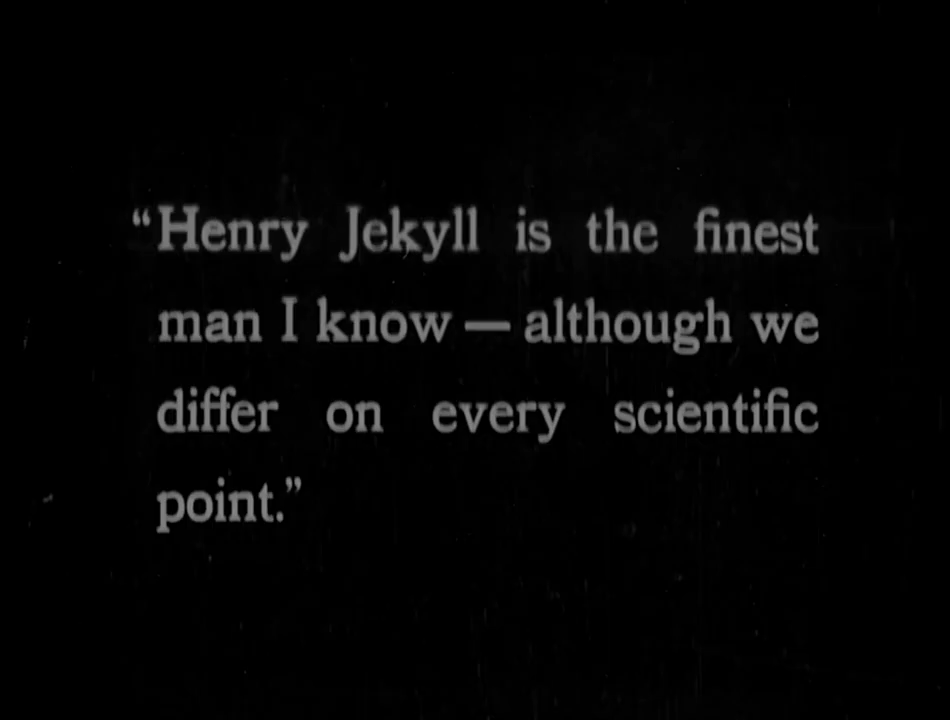 “Henry Jekyll is the finest
man I know — although we
differ on every scientific
point.”